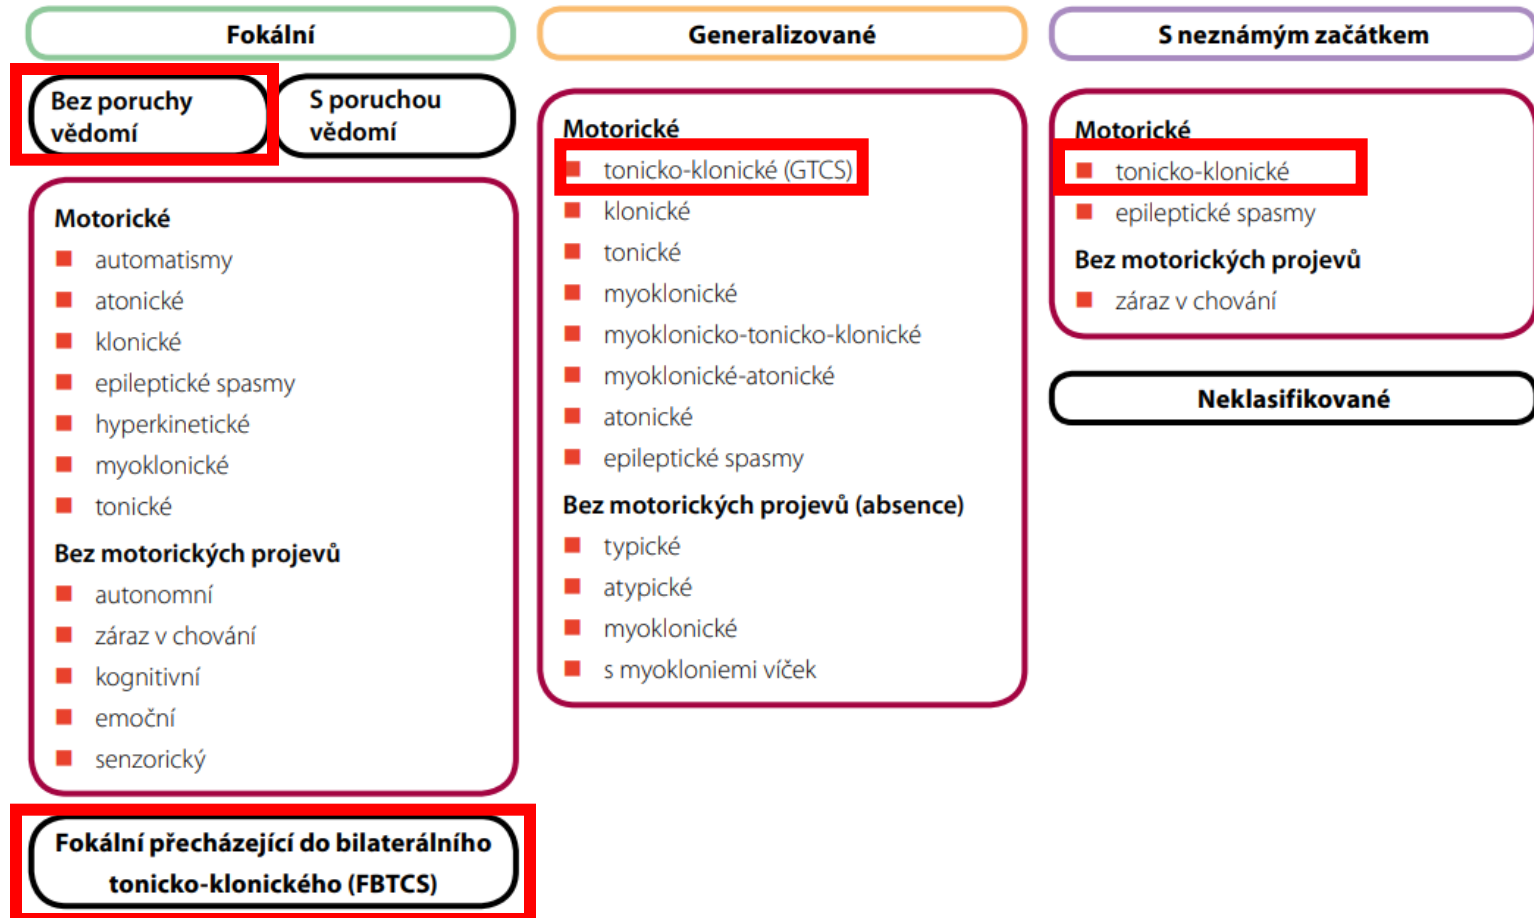 Fokální
Bez poruchy
vědomí
S poruchou
vědomí
Motorické
automatismy
atonické
klonické
epileptické spasmy
hyperkinetické
myoklonické
tonické
Bez motorických projevů
autonomní
záraz v chování
kognitivní
emoční
senzorický
Fokální přecházející do bilaterálního
tonicko-klonického (FBTCS)
Generalizované
Motorické
tonicko-klonické (GTCS)
klonické
tonické
myoklonické
myoklonicko-tonicko-klonické
myoklonické-atonické
atonické
epileptické spasmy
Bez motorických projevů (absence)
typické
atypické
myoklonické
s myokloniemi víček
S neznámým začátkem
Motorické
tonicko-klonické
epileptické spasmy
Bez motorických projevů
záraz v chování
Neklasifikované